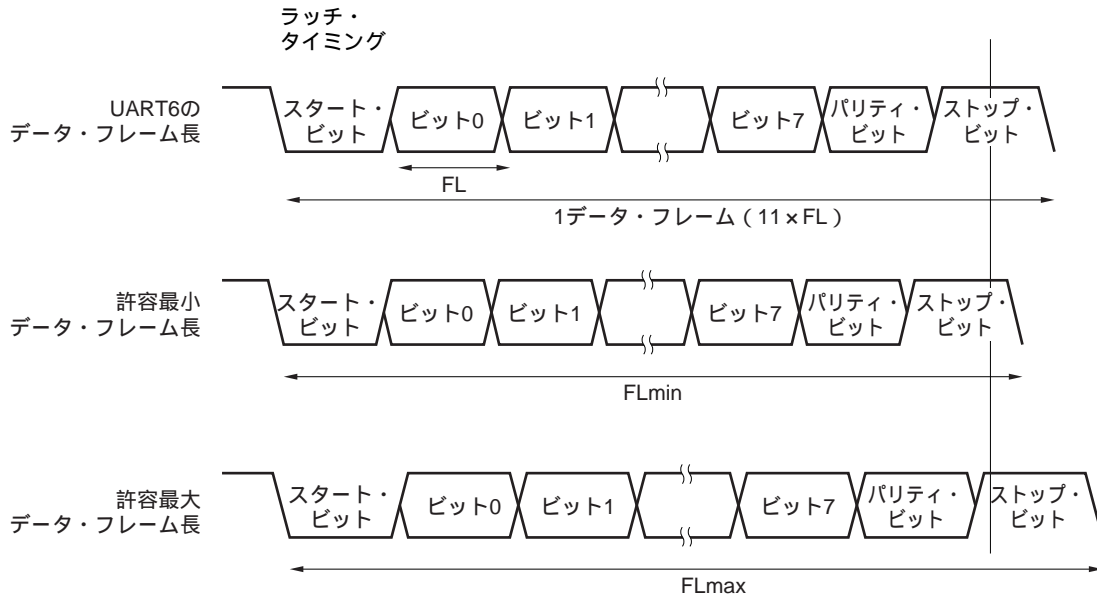 ラッチ・
タイミング
UART6の
データ・フレーム長
スタート・
ビット
ビット0
ビット1
ビット7
パリティ・
ビット
ストップ・
ビット
FL
1データ・フレーム(11×FL)
許容最小
データ・フレーム長
スタート・
ビット
ビット0
ビット1
ビット7
パリティ・
ビット
ストップ・
ビット
FLmin
許容最大
データ・フレーム長
スタート・
ビット
ビット0
ビット1
ビット7
パリティ・
ビット
ストップ・
ビット
FLmax